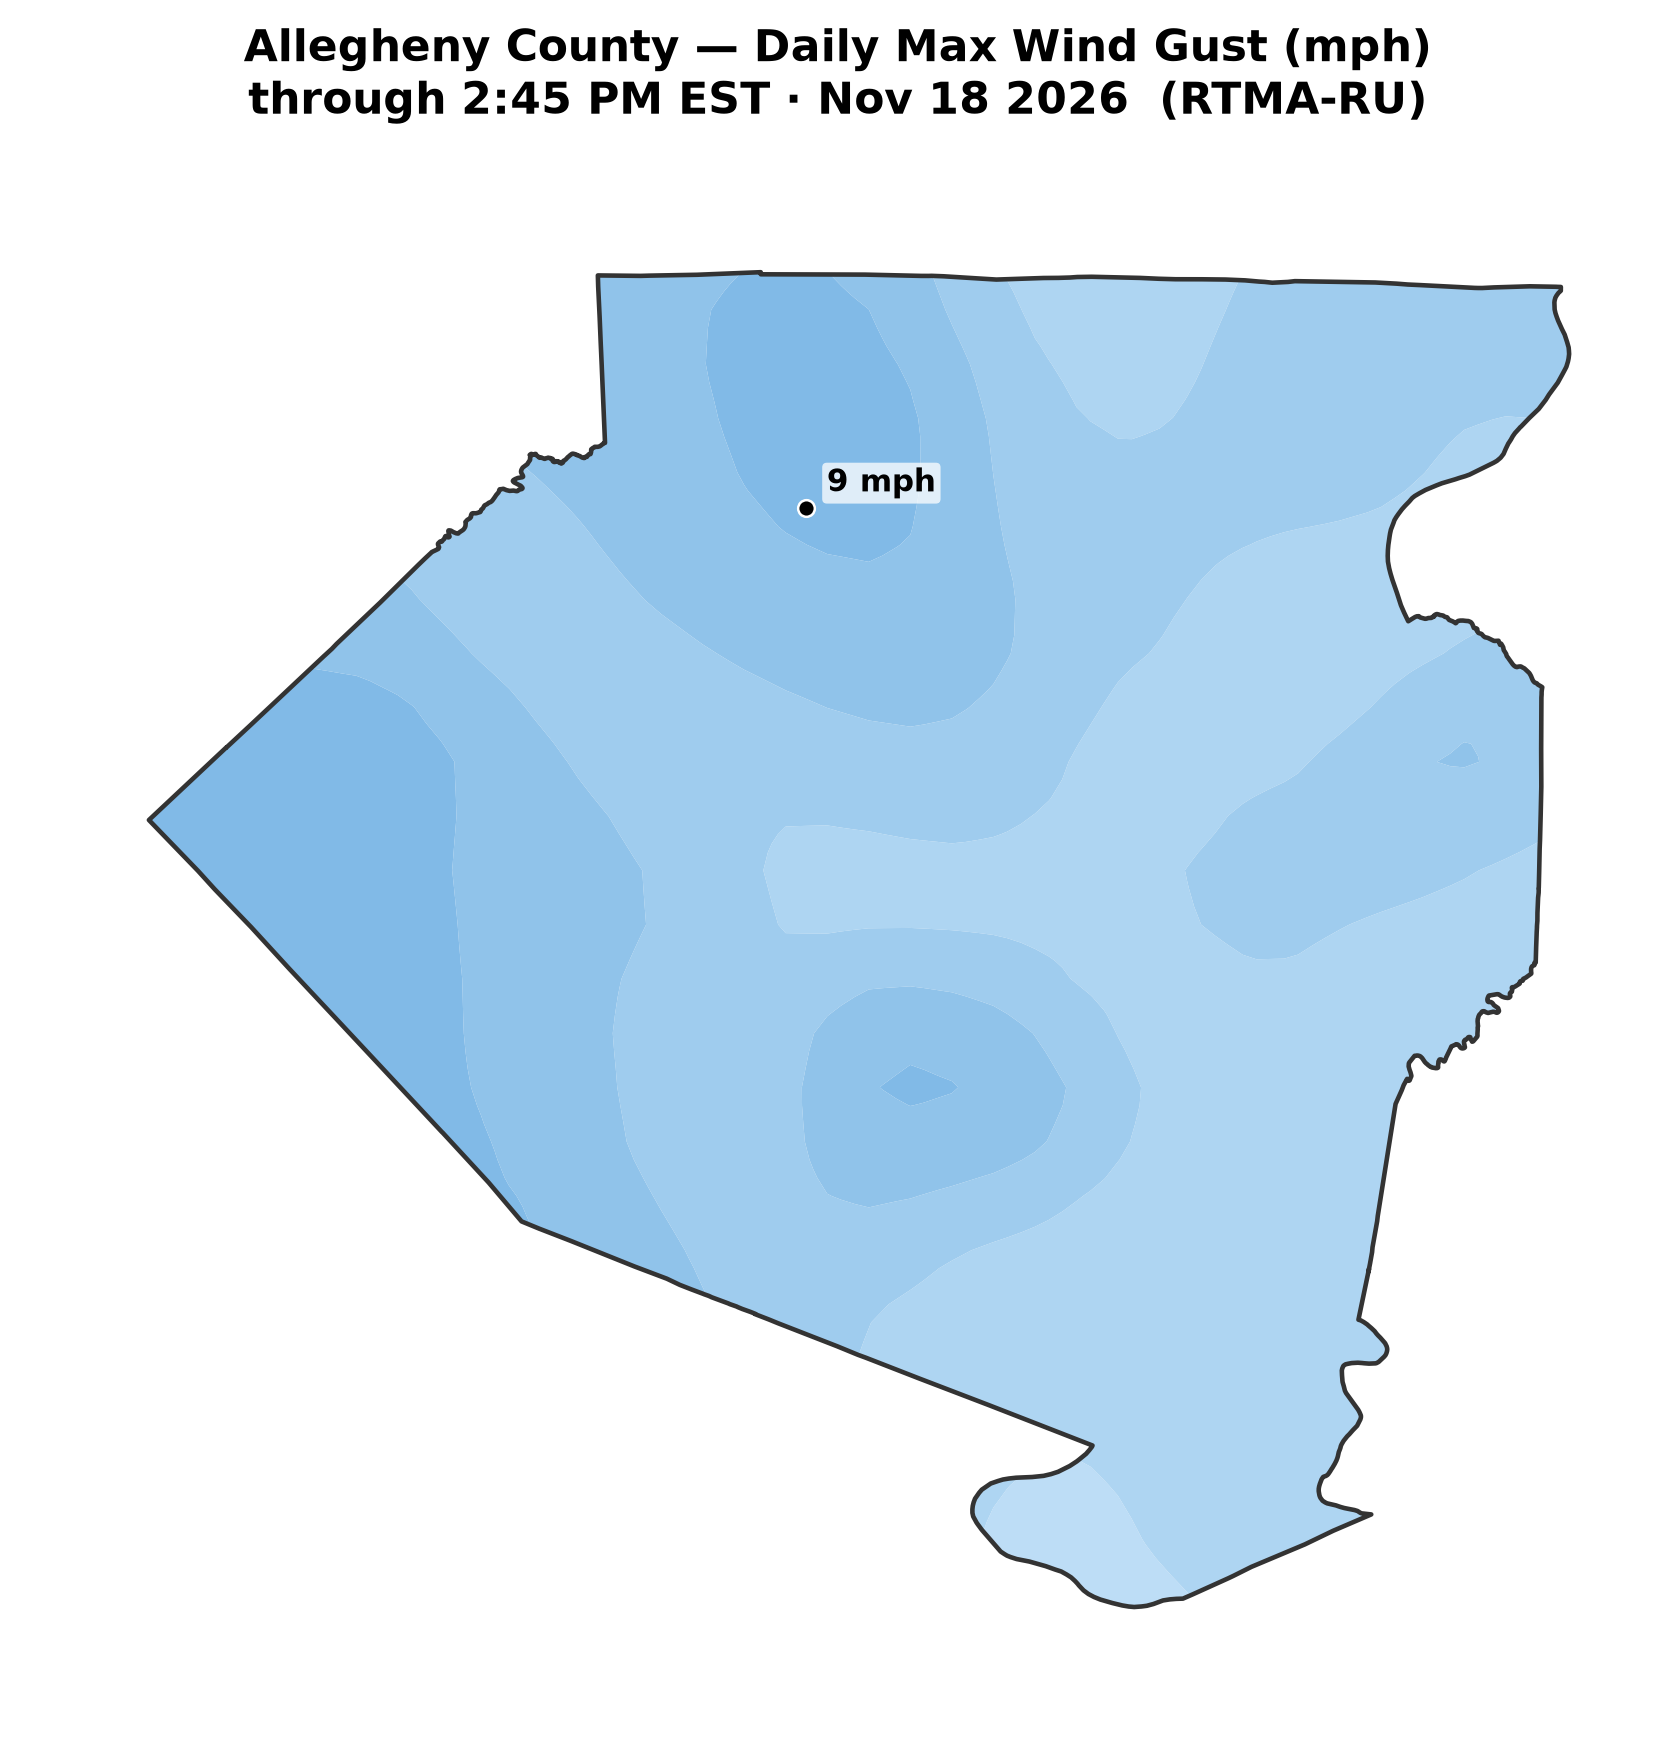 Allegheny County — Daily Max Wind Gust (mph)
through 2:45 PM EST · Nov 18 2026 (RTMA-RU)
9 mph